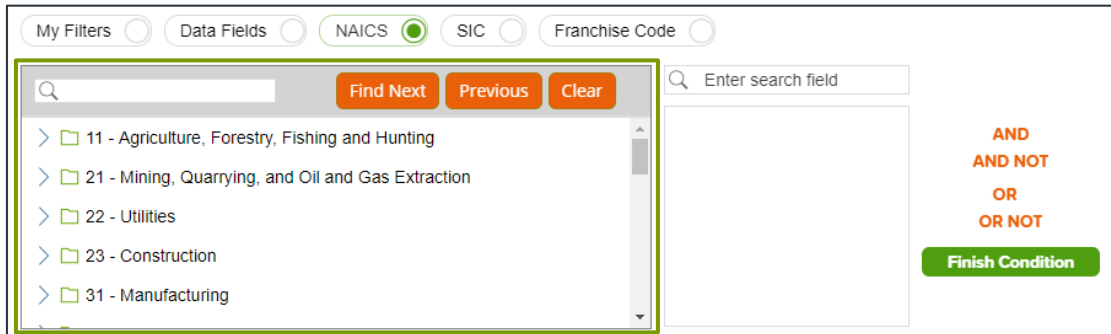 My Filters Data Fields NAICS SIC Franchise Code
Find Next Previous Clear
11 - Agriculture, Forestry, Fishing and Hunting
21 - Mining, Quarrying, and Oil and Gas Extraction
22 - Utilities
23 - Construction
31 - Manufacturing
Enter search field
AND
AND NOT
OR
OR NOT
Finish Condition